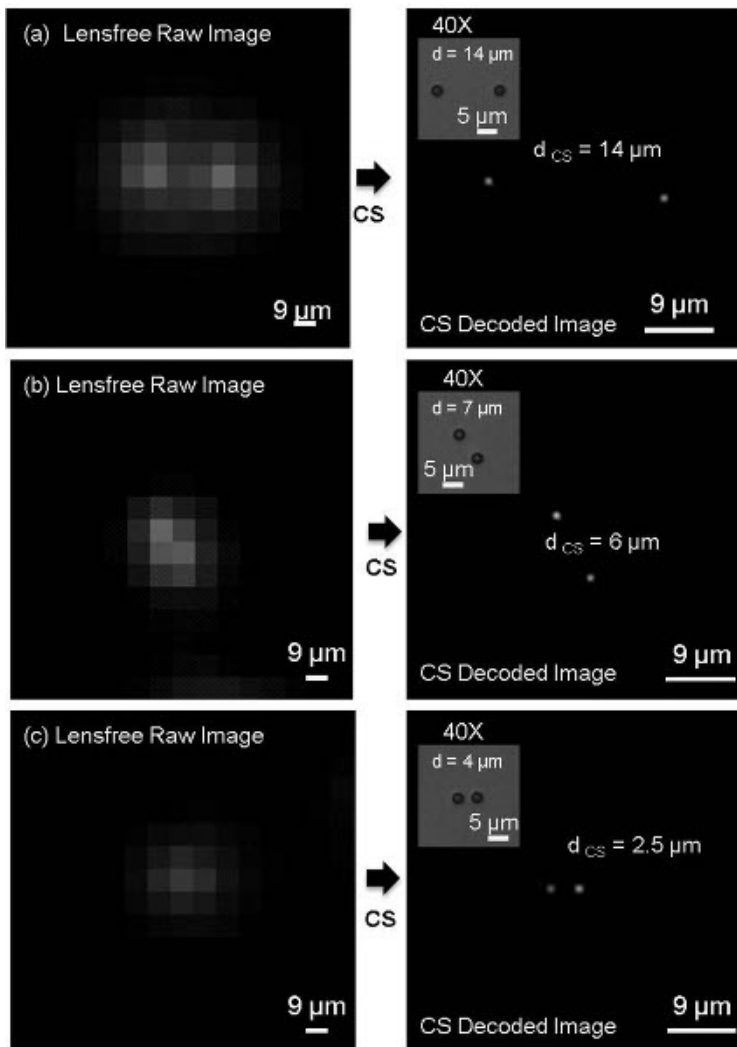 (a) Lensfree Raw Image
9 µm
CS
40X
d = 14 µm
5 µm
d CS = 14 µm
9 µm
CS Decoded Image
(b) Lensfree Raw Image
9 µm
CS
40X
d = 7 µm
5 µm
d CS = 6 µm
9 µm
CS Decoded Image
(c) Lensfree Raw Image
9 µm
CS
40X
d = 4 µm
5 µm
d CS = 2.5 µm
9 µm
CS Decoded Image